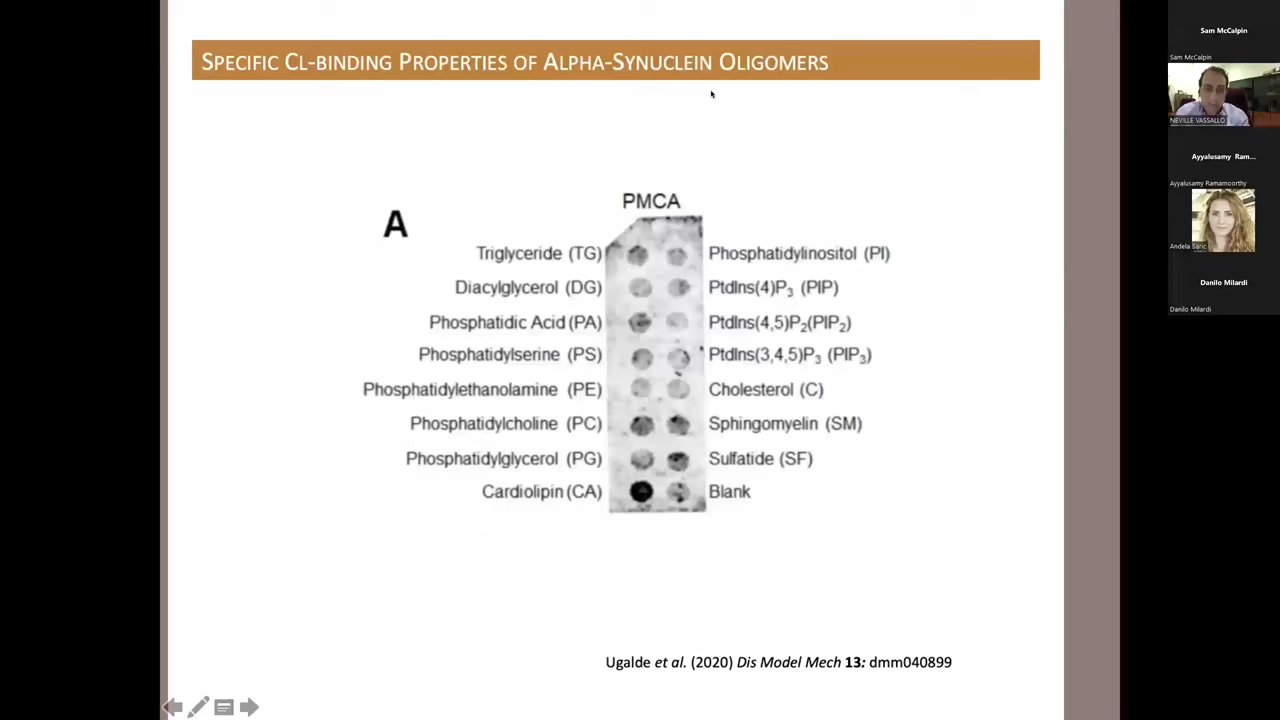 SPECIFIC CL-BINDING PROPERTIES OF ALPHA-SYNUCLEIN OLIGOMERS
A
PMCA
Triglyceride (TG) Phosphatidylinositol (PI)
Diacylglycerol (DG) PtdIns(4)P3 (PIP)
Phosphatidic Acid (PA) PtdIns(4,5)P2(PIP2)
Phosphatidylserine (PS) PtdIns(3,4,5)P3 (PIP3)
Phosphatidylethanolamine (PE) Cholesterol (C)
Phosphatidylcholine (PC) Sphingomyelin (SM)
Phosphatidylglycerol (PG) Sulfatide (SF)
Cardiolipin (CA) Blank
Ugalde et al. (2020) Dis Model Mech 13: dmm040899
Sam McCalpin
Sam McCalpin
NEVILLE VASSALLO
Ayyalusamy Ram...
Ayyalusamy Ramamoorthy
Andela Saric
Danilo Milardi
Danilo Milardi